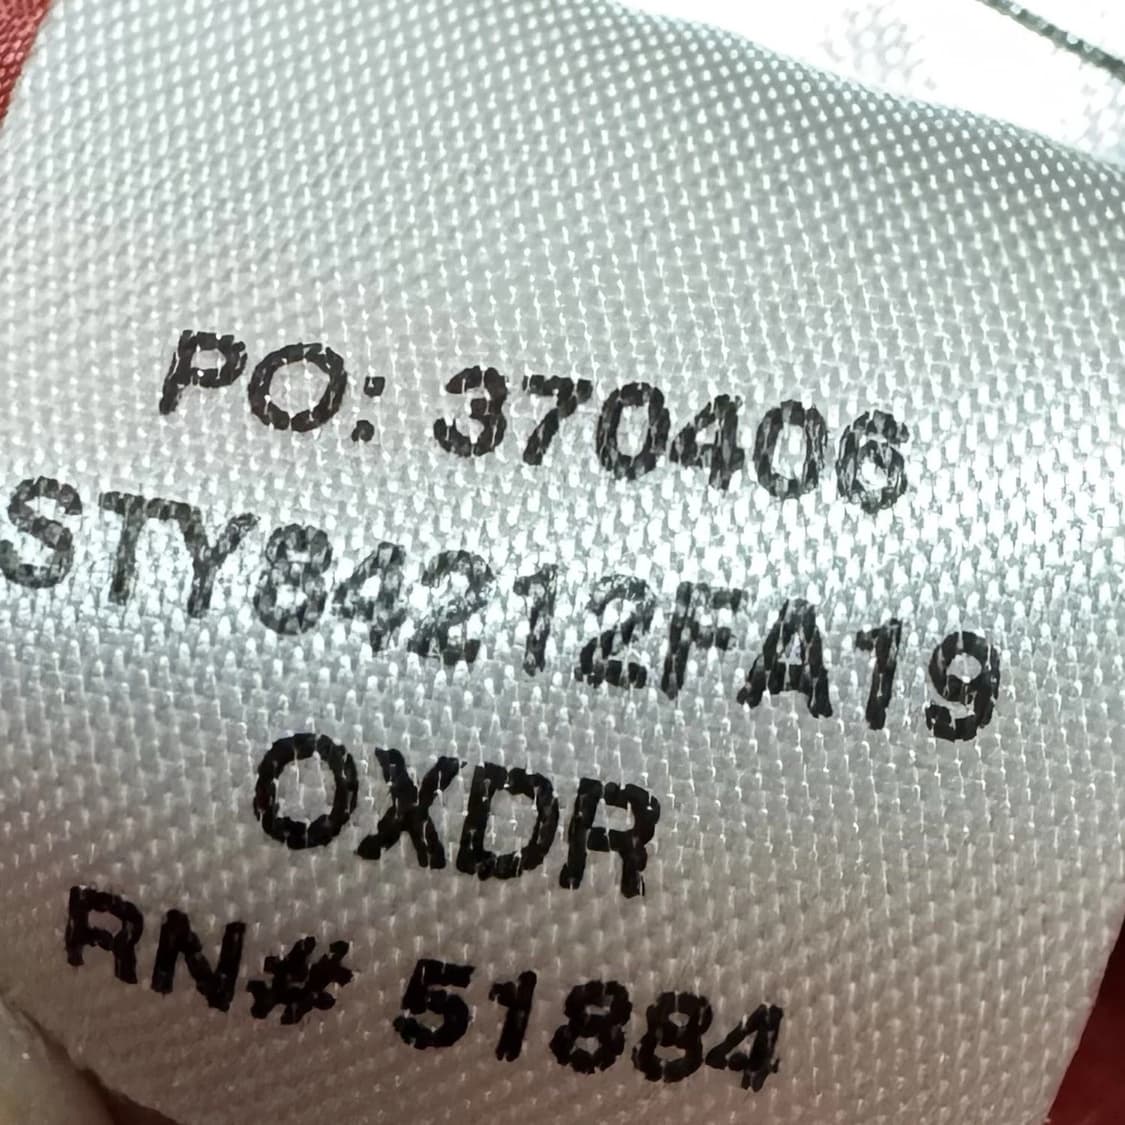 PO: 370406
STY84212FA19
OXDR
RN# 51884